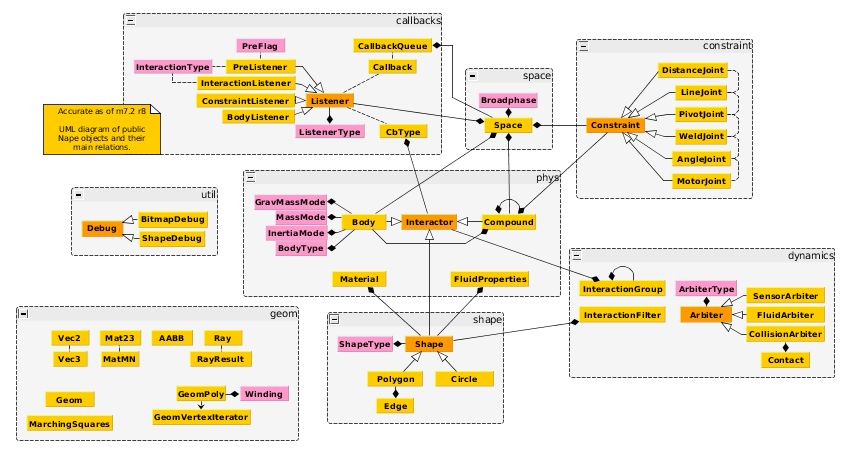 callbacks
PreFlag
CallbackQueue
InteractionType
PreListener
Callback
InteractionListener
ConstraintListener
Listener
BodyListener
ListenerType
CbType
Accurate as of m7.2 r8
UML diagram of public
Nape objects and their
main relations.
space
Broadphase
Space
constraint
DistanceJoint
LineJoint
PivotJoint
Constraint
WeldJoint
AngleJoint
MotorJoint
util
BitmapDebug
Debug
ShapeDebug
phys
GravMassMode
MassMode
Body
Interactor
Compound
InertiaMode
BodyType
Material
FluidProperties
dynamics
InteractionGroup
ArbiterType
SensorArbiter
InteractionFilter
Arbiter
FluidArbiter
CollisionArbiter
Contact
geom
Vec2
Mat23
AABB
Ray
Vec3
MatMN
RayResult
Geom
GeomPoly
Winding
MarchingSquares
GeomVertexIterator
shape
ShapeType
Shape
Polygon
Circle
Edge